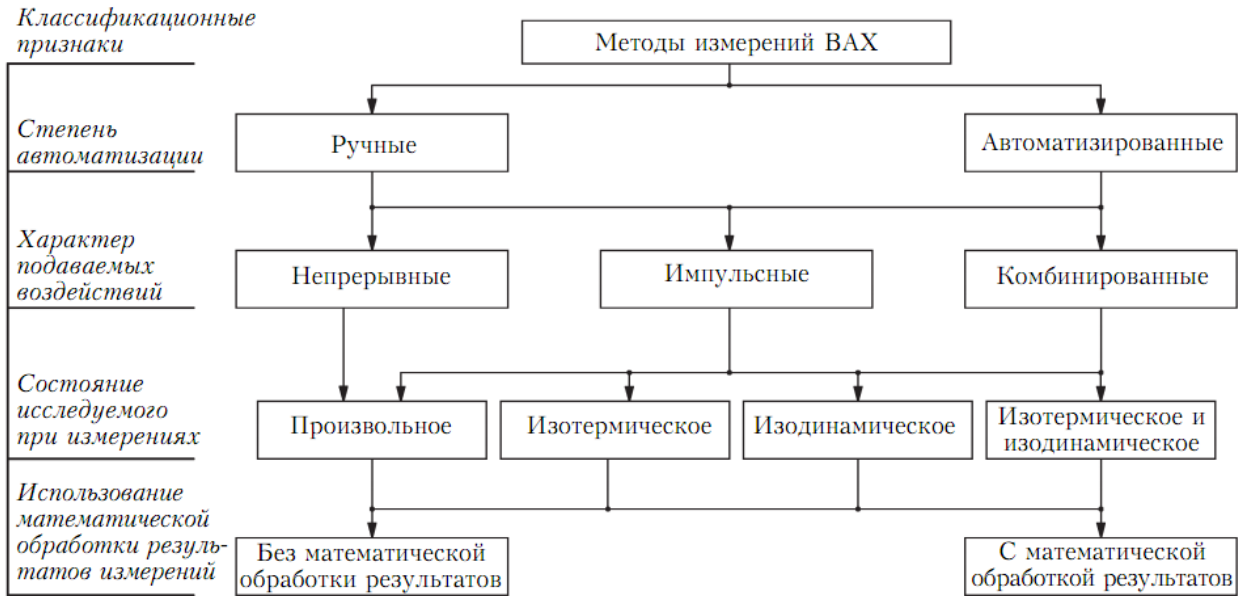 Классификационные
признаки
Методы измерений ВАХ
Степень
автоматизации
Ручные
Автоматизированные
Характер
подаваемых
воздействий
Непрерывные
Импульсные
Комбинированные
Состояние
исследуемого
при измерениях
Произвольное
Изотермическое
Изодинамическое
Изотермическое и
изодинамическое
Использование
математической
обработки резуль-
татов измерений
Без математической
обработки результатов
С математической
обработкой результатов